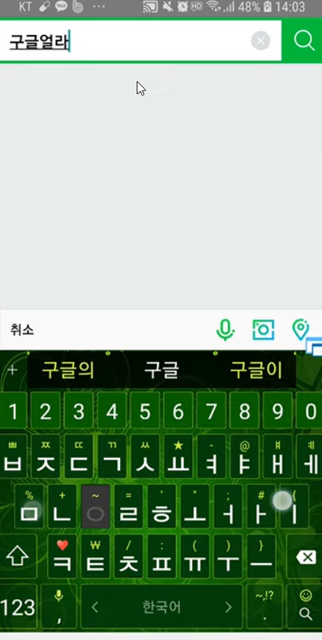 KT ... HD 48% 14:03
구글얼라
취소
+ 구글의 구글 구글이
1 2 3 4 5 6 7 8 9 0
ㅃ ㅉ ㄸ ㄲ ㅆ ★ - @ ㅒ ㅖ
ㅂ ㅈ ㄷ ㄱ ㅅ ㅛ ㅕ ㅑ ㅐ ㅔ
% + ~ ' " ; # (
ㅁ ㄴ ㅇ ㄹ ㅎ ㅗ ㅓ ㅏ ㅣ
♥ ₩ / : ( ) }
ㅋ ㅌ ㅊ ㅍ ㅠ ㅜ ㅡ
~,!?
123 , < 한국어 > .